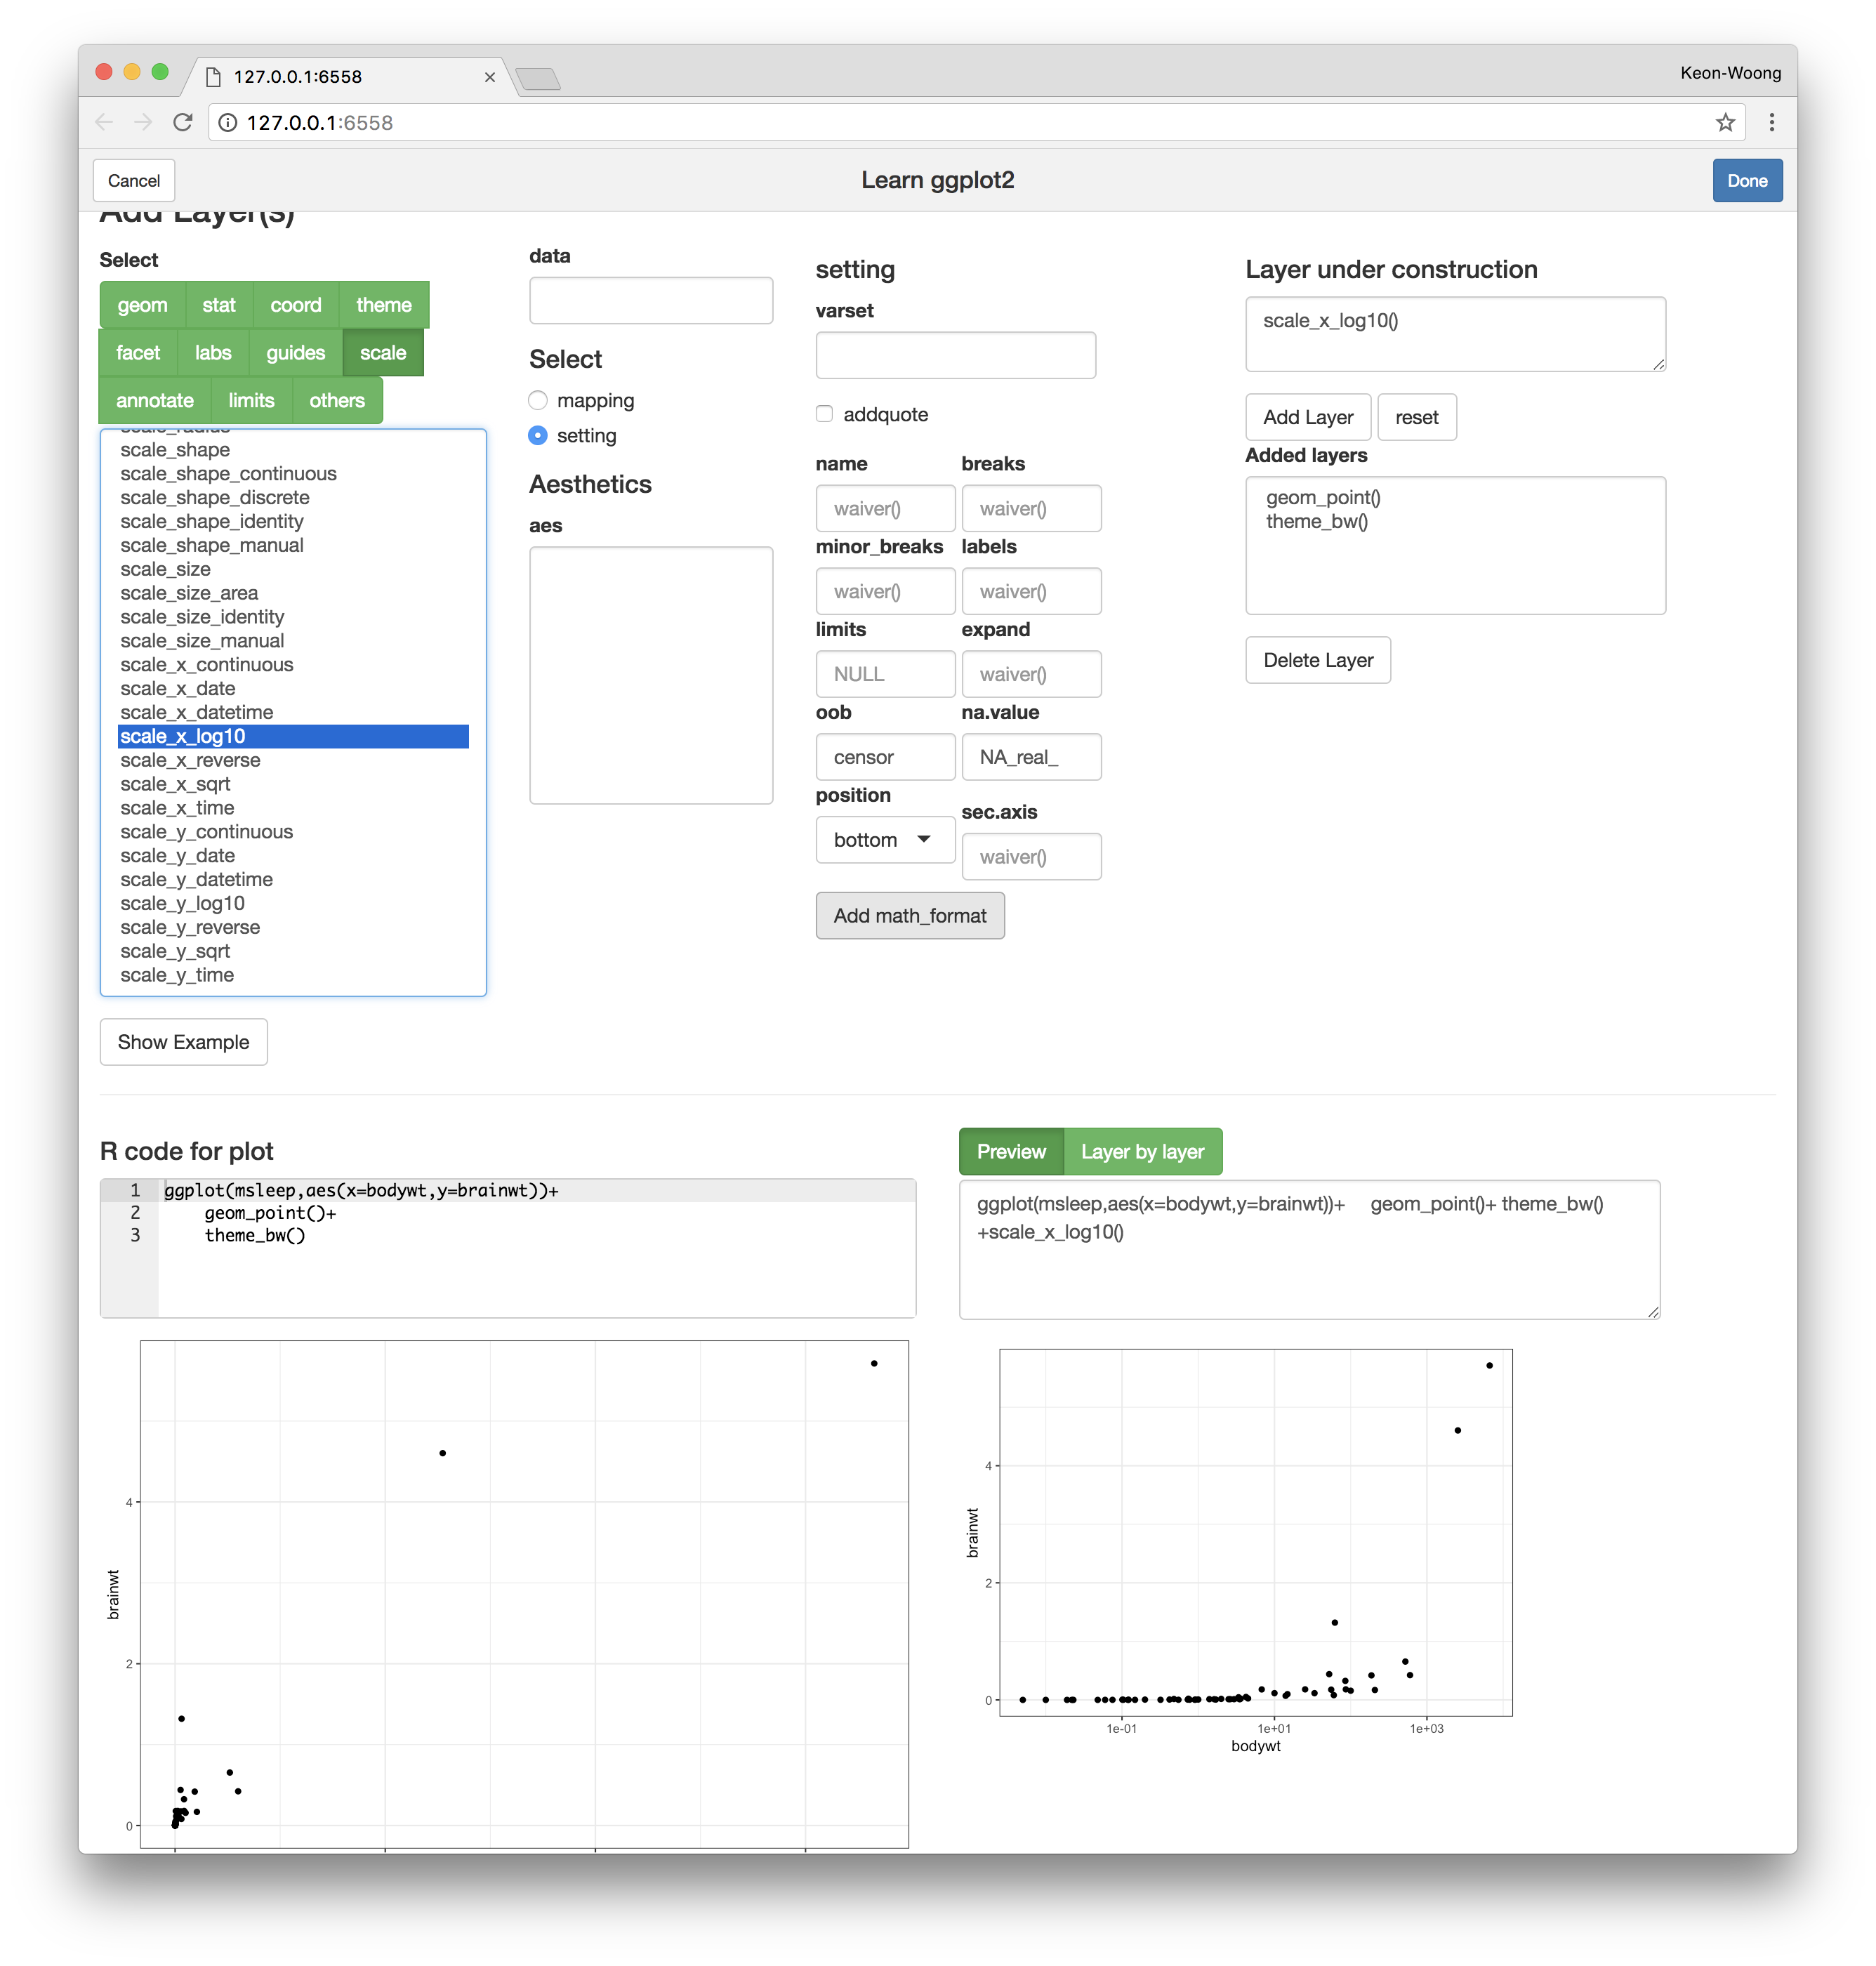 127.0.0.1:6558
Keon-Woong
127.0.0.1:6558
Cancel
Learn ggplot2
Done
Add Layer(s)
Select
geom stat coord theme
facet labs guides scale
annotate limits others
scale_radius
scale_shape
scale_shape_continuous
scale_shape_discrete
scale_shape_identity
scale_shape_manual
scale_size
scale_size_area
scale_size_identity
scale_size_manual
scale_x_continuous
scale_x_date
scale_x_datetime
scale_x_log10
scale_x_reverse
scale_x_sqrt
scale_x_time
scale_y_continuous
scale_y_date
scale_y_datetime
scale_y_log10
scale_y_reverse
scale_y_sqrt
scale_y_time
Show Example
data
Select
mapping
setting
Aesthetics
aes
setting
varset
addquote
name breaks
waiver() waiver()
minor_breaks labels
waiver() waiver()
limits expand
NULL waiver()
oob na.value
censor NA_real_
position sec.axis
bottom waiver()
Add math_format
Layer under construction
scale_x_log10()
Add Layer reset
Added layers
geom_point()
theme_bw()
Delete Layer
R code for plot
1 ggplot(msleep,aes(x=bodywt,y=brainwt))+
2 geom_point()+
3 theme_bw()
Preview Layer by layer
ggplot(msleep,aes(x=bodywt,y=brainwt))+ geom_point()+ theme_bw()
+scale_x_log10()
4
2
0
brainwt
4
2
0
brainwt
1e-01 1e+01 1e+03
bodywt